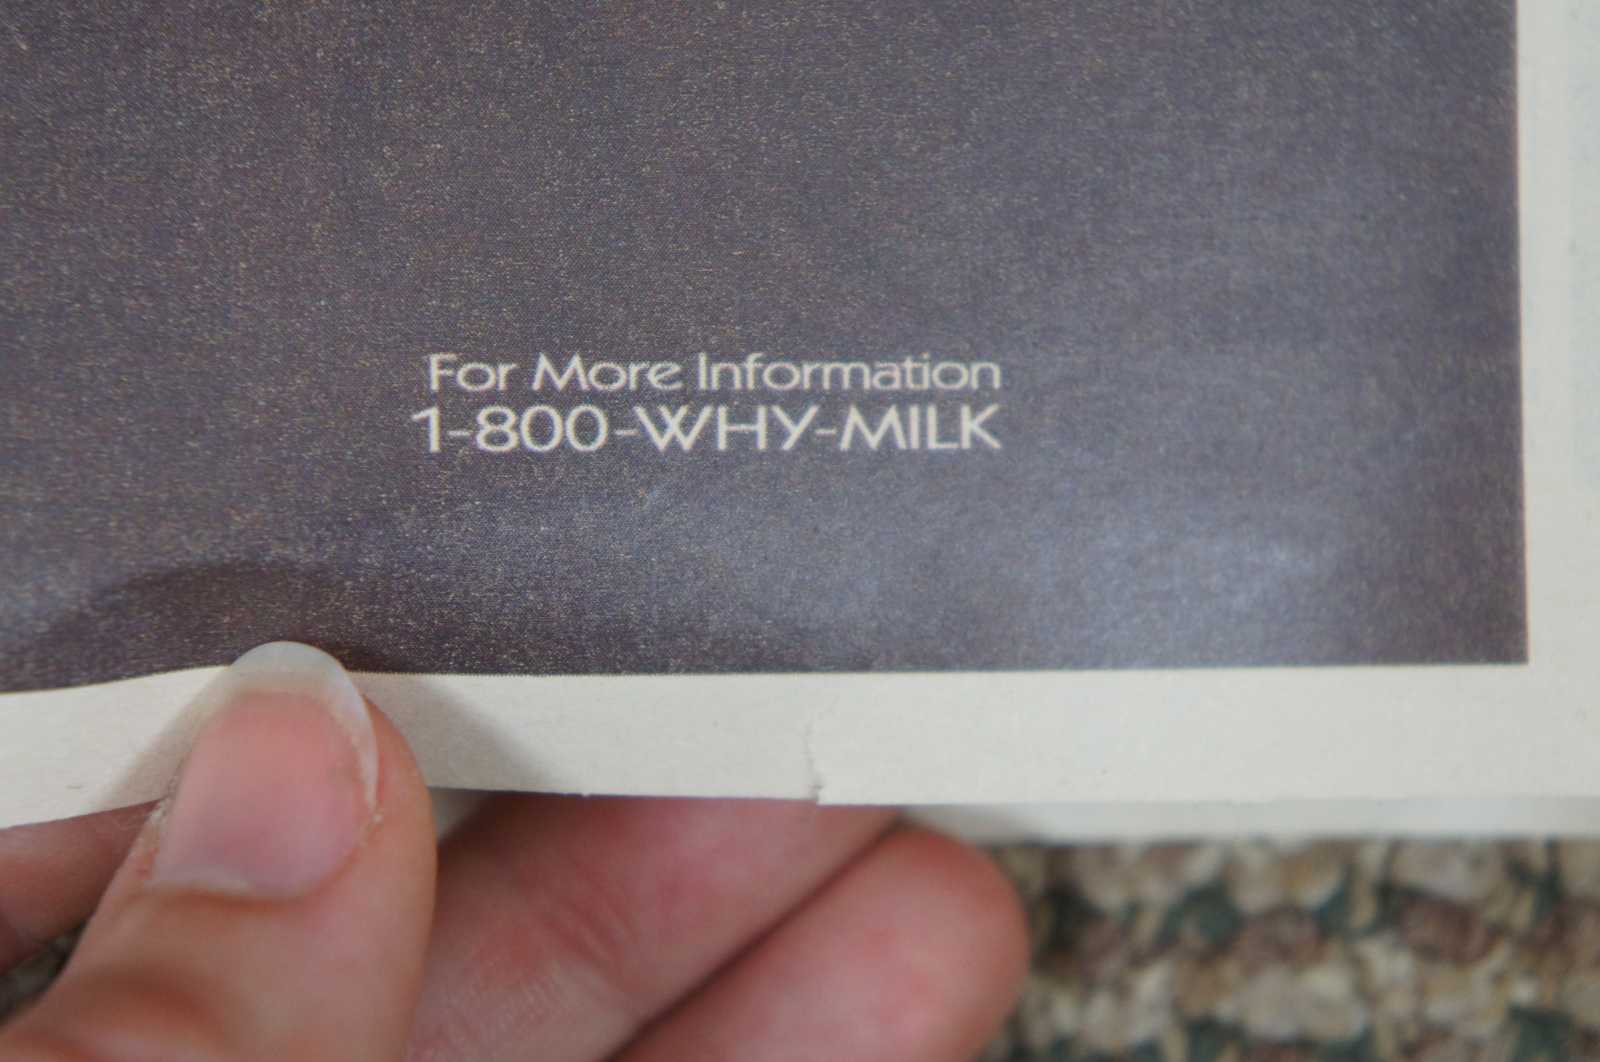 For More Information
1-800-WHY-MILK